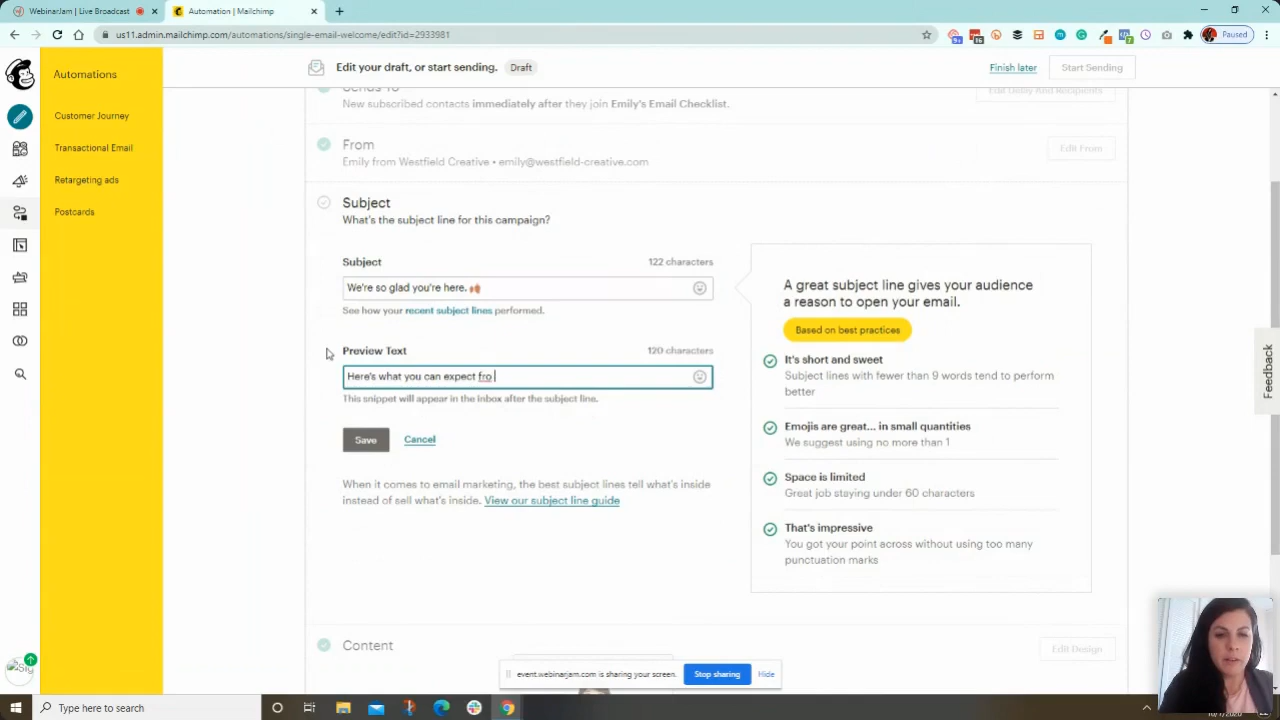 WebinarJam | Live Broadcast
Automation | Mailchimp
us11.admin.mailchimp.com/automations/single-email-welcome/edit?id=2933981
Paused
Automations
Customer Journey
Transactional Email
Retargeting ads
Postcards
Edit your draft, or start sending. Draft
Finish later
Start Sending
Sends To
New subscribed contacts immediately after they join Emily's Email Checklist.
Edit Delay And Recipients
From
Emily from Westfield Creative • emily@westfield-creative.com
Edit From
Subject
What's the subject line for this campaign?
Subject 122 characters
We're so glad you're here.
See how your recent subject lines performed.
Preview Text 120 characters
Here's what you can expect fro
This snippet will appear in the inbox after the subject line.
Save Cancel
When it comes to email marketing, the best subject lines tell what's inside
instead of sell what's inside. View our subject line guide
A great subject line gives your audience
a reason to open your email.
Based on best practices
It's short and sweet
Subject lines with fewer than 9 words tend to perform
better
Emojis are great... in small quantities
We suggest using no more than 1
Space is limited
Great job staying under 60 characters
That's impressive
You got your point across without using too many
punctuation marks
Feedback
Content
Edit Design
event.webinarjam.com is sharing your screen. Stop sharing Hide
Type here to search